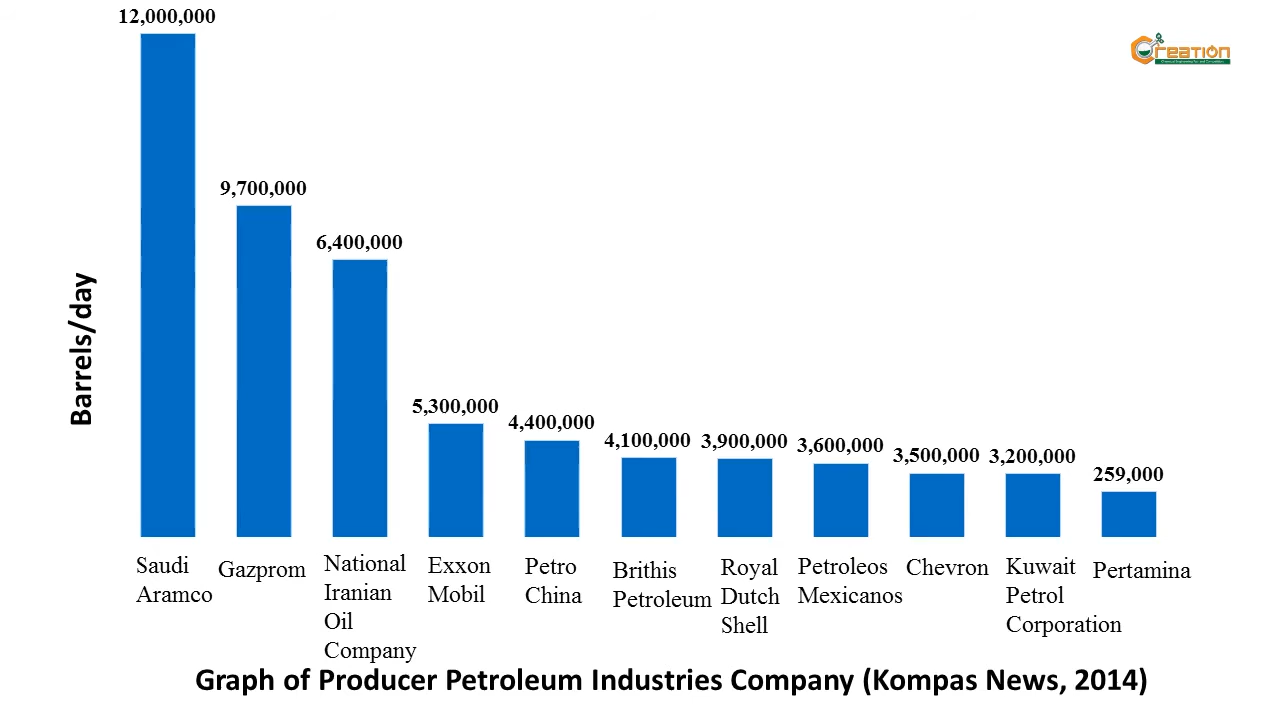 12,000,000
Creation
9,700,000
6,400,000
5,300,000
4,400,000
4,100,000
3,900,000
3,600,000
3,500,000
3,200,000
259,000
Barrels/day
Saudi
Aramco
Gazprom
National
Iranian
Oil
Company
Exxon
Mobil
Petro
China
Brithis
Petroleum
Royal
Dutch
Shell
Petroleos
Mexicanos
Chevron
Kuwait
Petrol
Corporation
Pertamina
Graph of Producer Petroleum Industries Company (Kompas News, 2014)